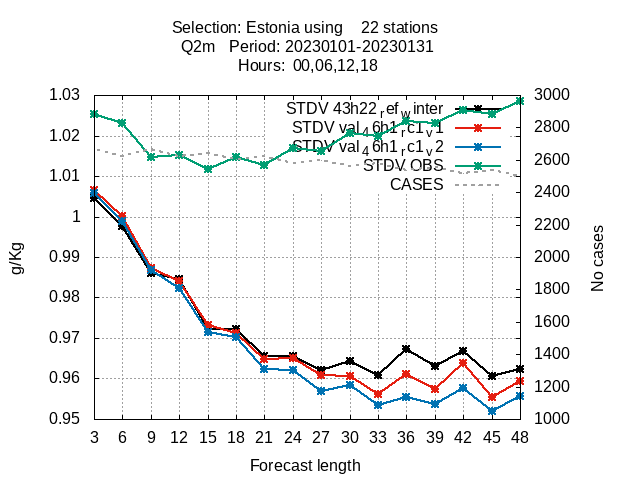 Selection: Estonia using    22 stations
Q2m   Period: 20230101-20230131
Hours:  00,06,12,18
1.03
1.02
1.01
1
0.99
0.98
0.97
0.96
0.95
g/Kg
STDV 43h22refwinter
STDV val46h1rc1v1
STDV val46h1rc1v2
STDV OBS
CASES
3000
2800
2600
2400
2200
2000
1800
1600
1400
1200
1000
No cases
3 6 9 12 15 18 21 24 27 30 33 36 39 42 45 48
Forecast length